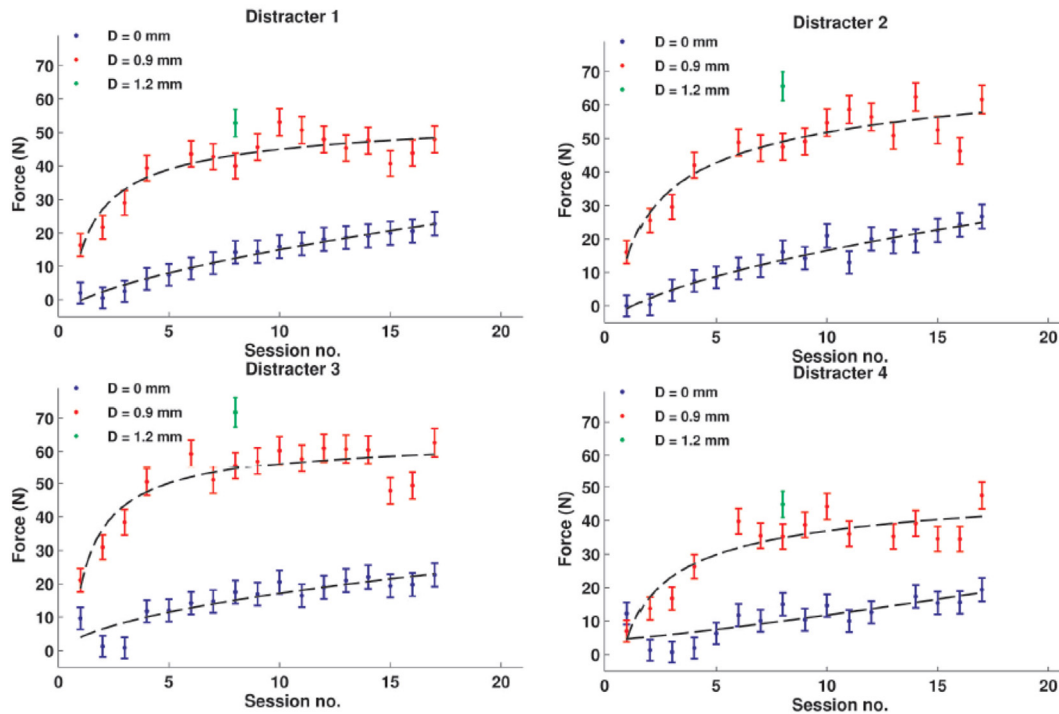 Distracter 1
D = 0 mm
D = 0.9 mm
D = 1.2 mm
Force (N)
70
60
50
40
30
20
10
0
0 5 10 15 20
Session no.
Distracter 2
D = 0 mm
D = 0.9 mm
D = 1.2 mm
Force (N)
70
60
50
40
30
20
10
0
0 5 10 15 20
Session no.
Distracter 3
D = 0 mm
D = 0.9 mm
D = 1.2 mm
Force (N)
70
60
50
40
30
20
10
0
0 5 10 15 20
Session no.
Distracter 4
D = 0 mm
D = 0.9 mm
D = 1.2 mm
Force (N)
70
60
50
40
30
20
10
0
0 5 10 15 20
Session no.